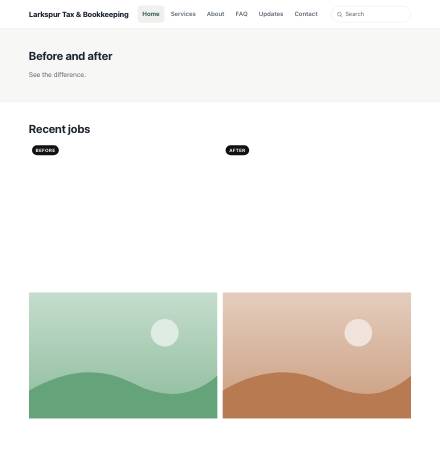 Larkspur Tax & Bookkeeping Home Services About FAQ Updates Contact Search
Before and after
See the difference.
Recent jobs
BEFORE AFTER